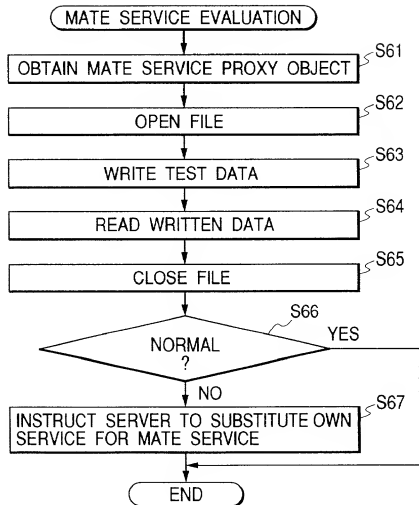 MATE SERVICE EVALUATION
S61
OBTAIN MATE SERVICE PROXY OBJECT
S62
OPEN FILE
S63
WRITE TEST DATA
S64
READ WRITTEN DATA
S65
CLOSE FILE
S66
NORMAL
?
YES
NO
S67
INSTRUCT SERVER TO SUBSTITUTE OWN
SERVICE FOR MATE SERVICE
END